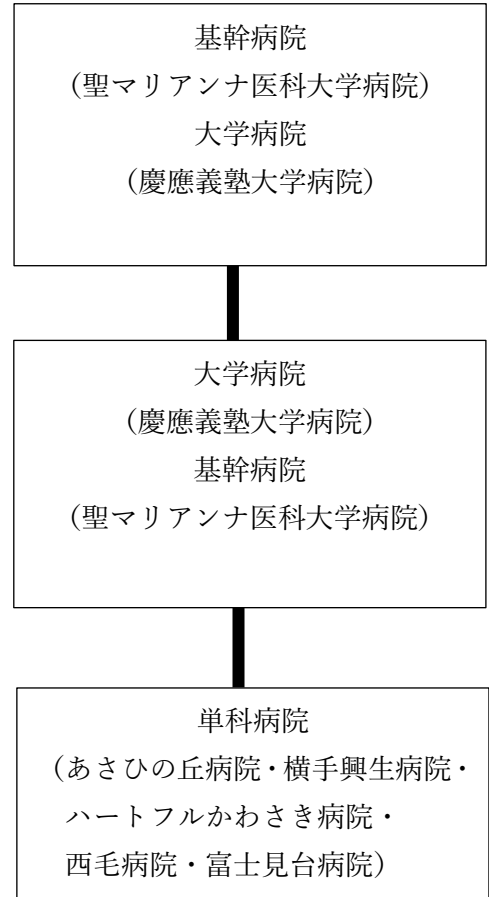 基幹病院
(聖マリアンナ医科大学病院)
大学病院
(慶應義塾大学病院)
大学病院
(慶應義塾大学病院)
基幹病院
(聖マリアンナ医科大学病院)
単科病院
(あさひの丘病院・横手興生病院・
ハートフルかわさき病院・
西毛病院・富士見台病院)